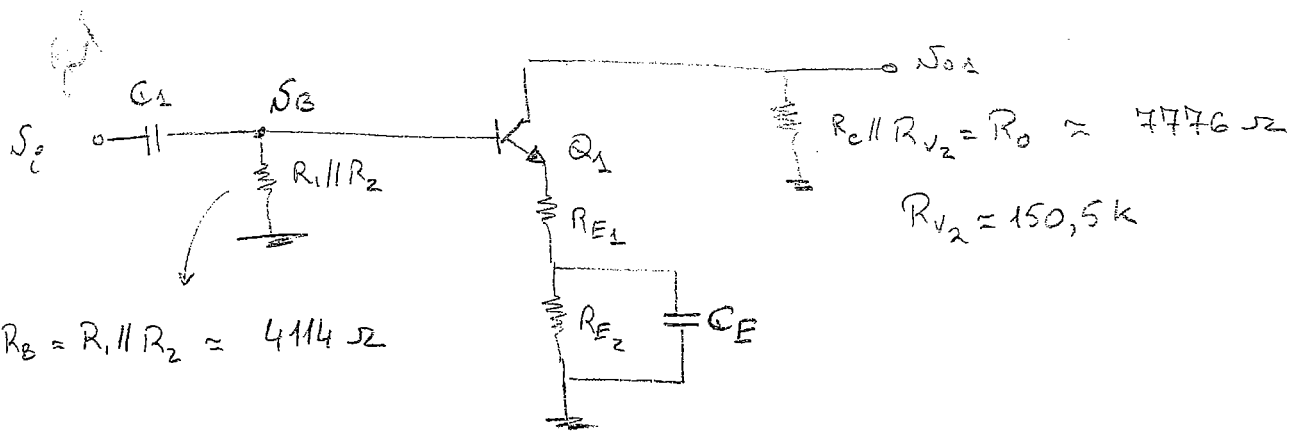 C1
vB
vi
R1//R2
Q1
RE1
RE2
CE
vo1
Rc//Rv2 = Ro ≈ 7776 Ω
Rv2 ≈ 150,5 k
RB = R1//R2 ≈ 4114 Ω